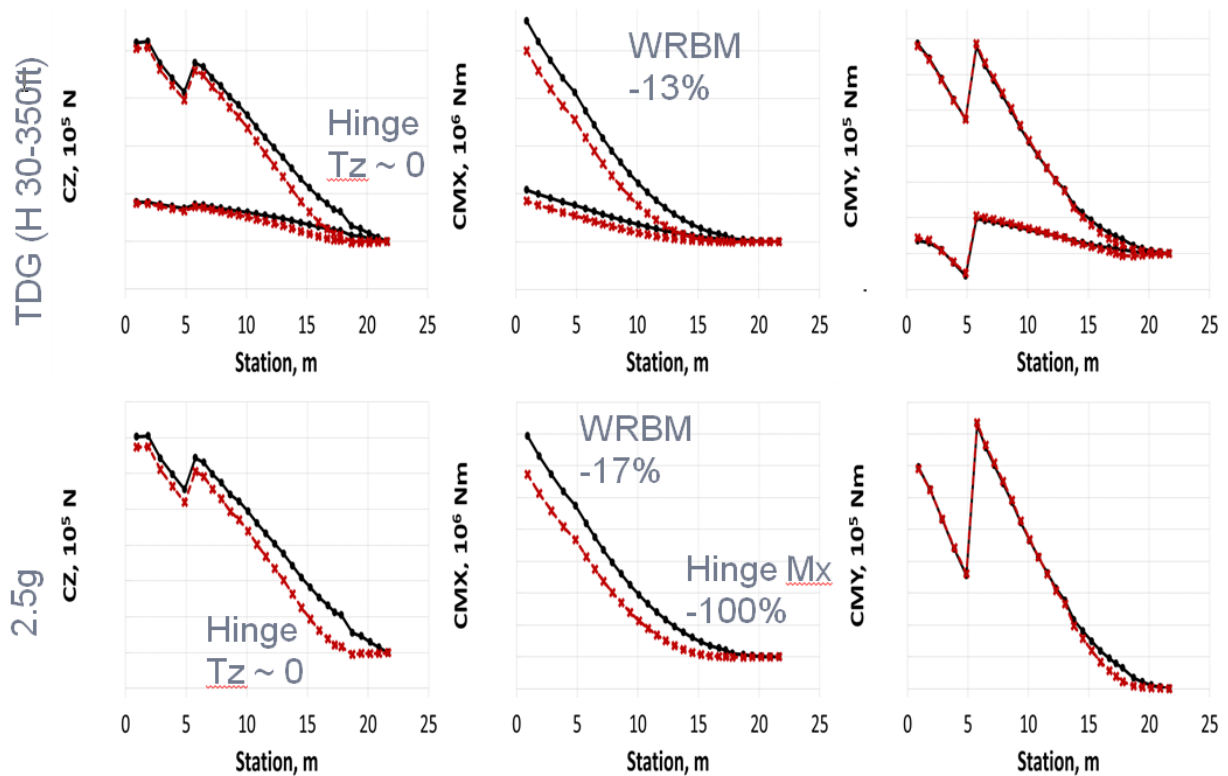 TDG (H 30-350ft)
CZ, 10⁵ N
Hinge
Tz ~ 0
0 5 10 15 20 25
Station, m
CMX, 10⁶ Nm
WRBM
-13%
0 5 10 15 20 25
Station, m
CMY, 10⁵ Nm
0 5 10 15 20 25
Station, m
2.5g
CZ, 10⁵ N
Hinge
Tz ~ 0
0 5 10 15 20 25
Station, m
CMX, 10⁶ Nm
WRBM
-17%
Hinge Mx
-100%
0 5 10 15 20 25
Station, m
CMY, 10⁵ Nm
0 5 10 15 20 25
Station, m